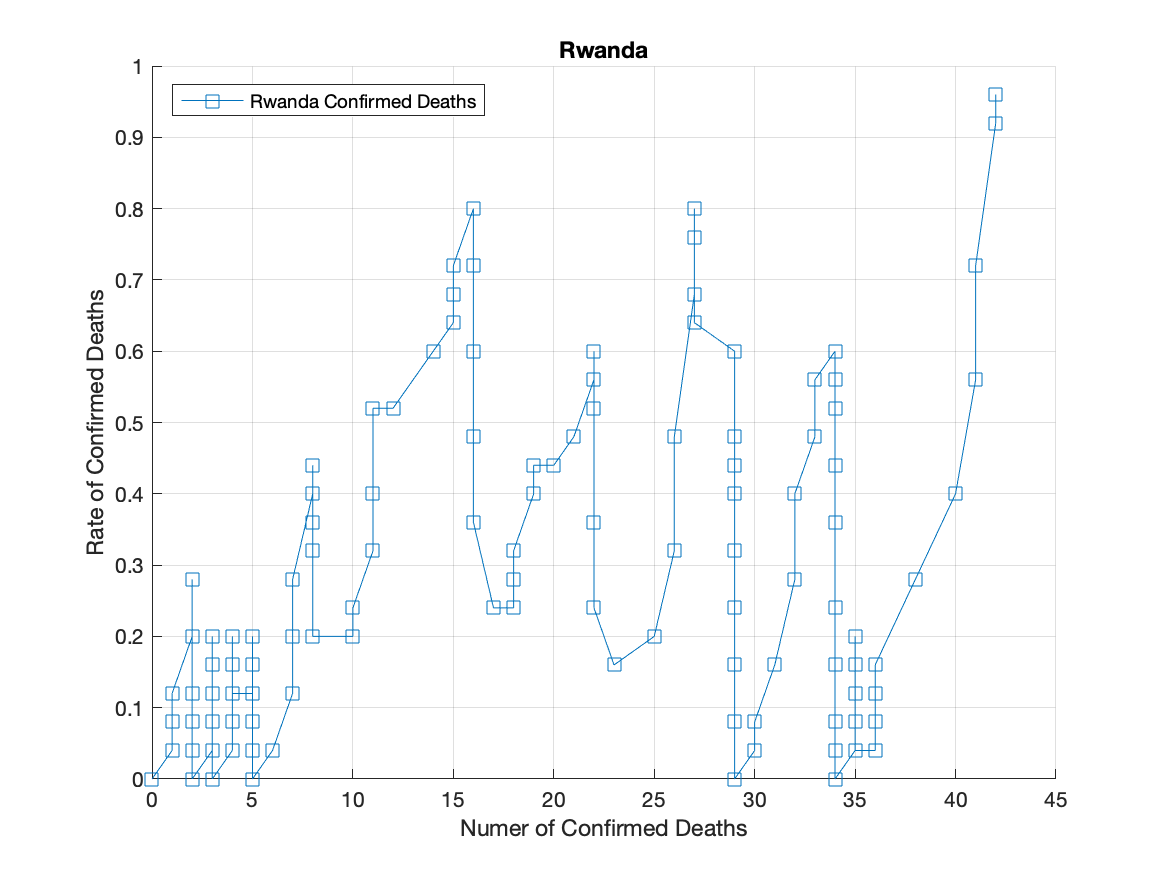 Rwanda
Rwanda Confirmed Deaths
1
0.9
0.8
0.7
0.6
0.5
0.4
0.3
0.2
0.1
0
Rate of Confirmed Deaths
0 5 10 15 20 25 30 35 40 45
Numer of Confirmed Deaths